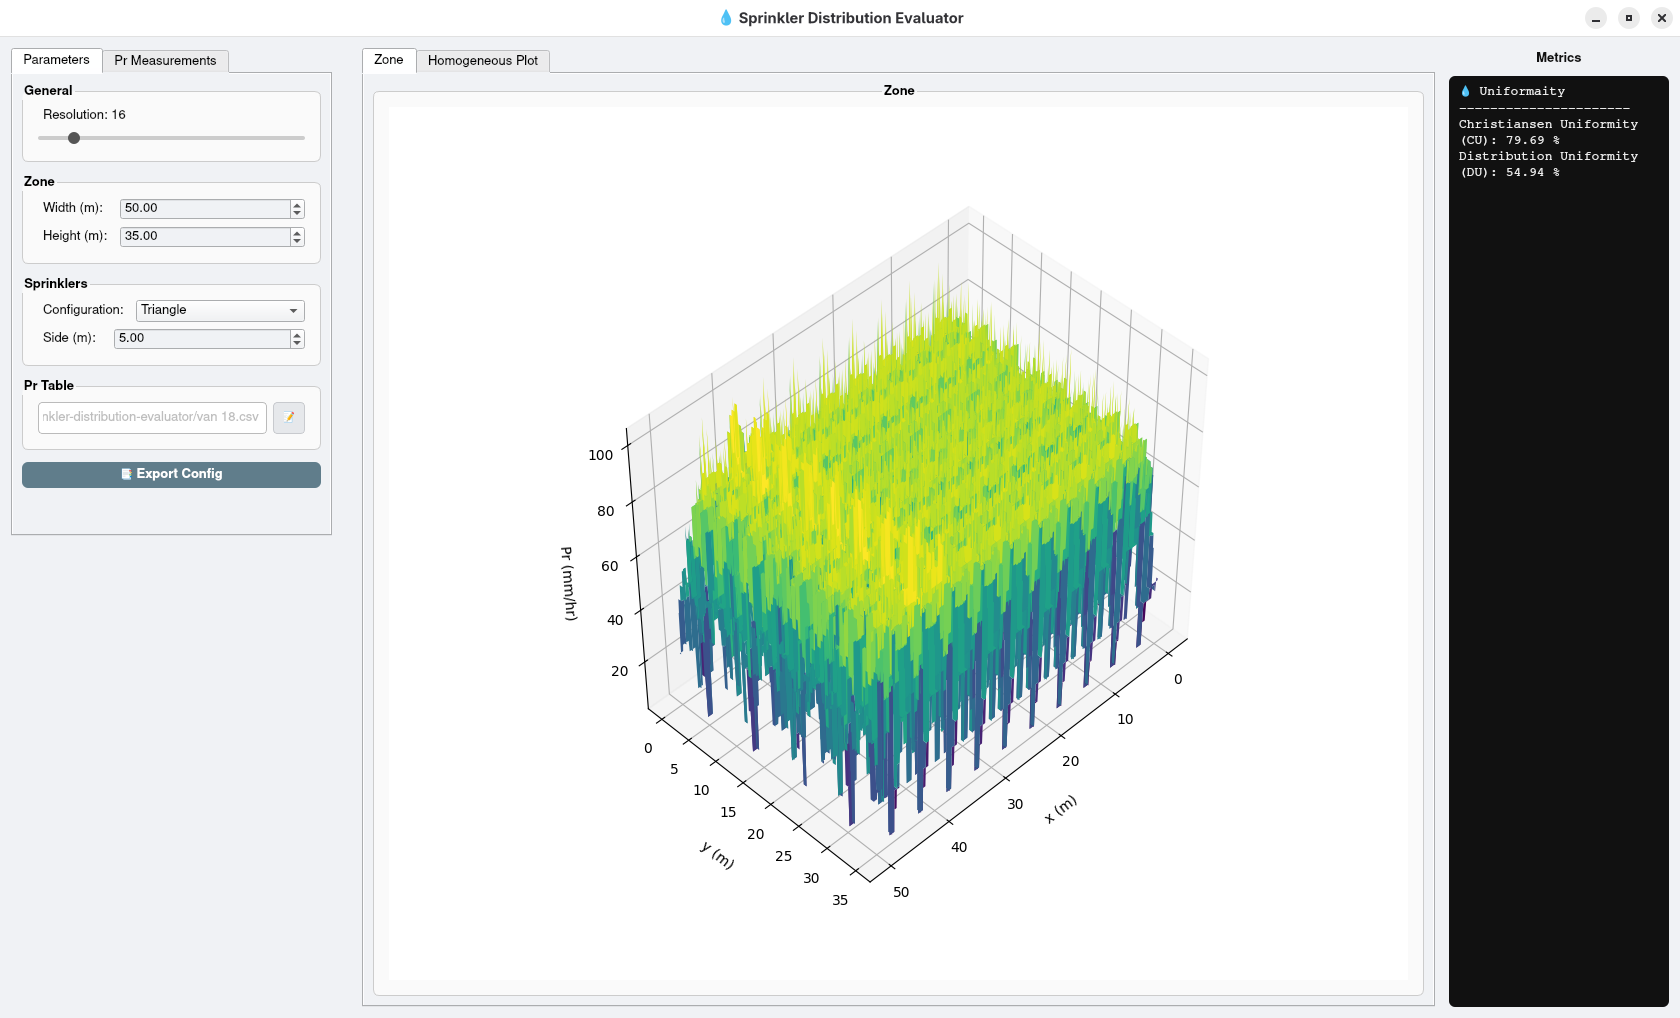 💧 Sprinkler Distribution Evaluator
Parameters
Pr Measurements
General
Resolution: 16
Zone
Width (m): 50.00
Height (m): 35.00
Sprinklers
Configuration: Triangle
Side (m): 5.00
Pr Table
nkler-distribution-evaluator/van 18.csv
Export Config
Zone
Homogeneous Plot
Zone
100
80
60
40
20
Pr (mm/hr)
0
5
10
15
20
25
30
35
y (m)
0
10
20
30
40
50
x (m)
Metrics
💧 Uniformaity
----------------------
Christiansen Uniformity
(CU): 79.69 %
Distribution Uniformity
(DU): 54.94 %